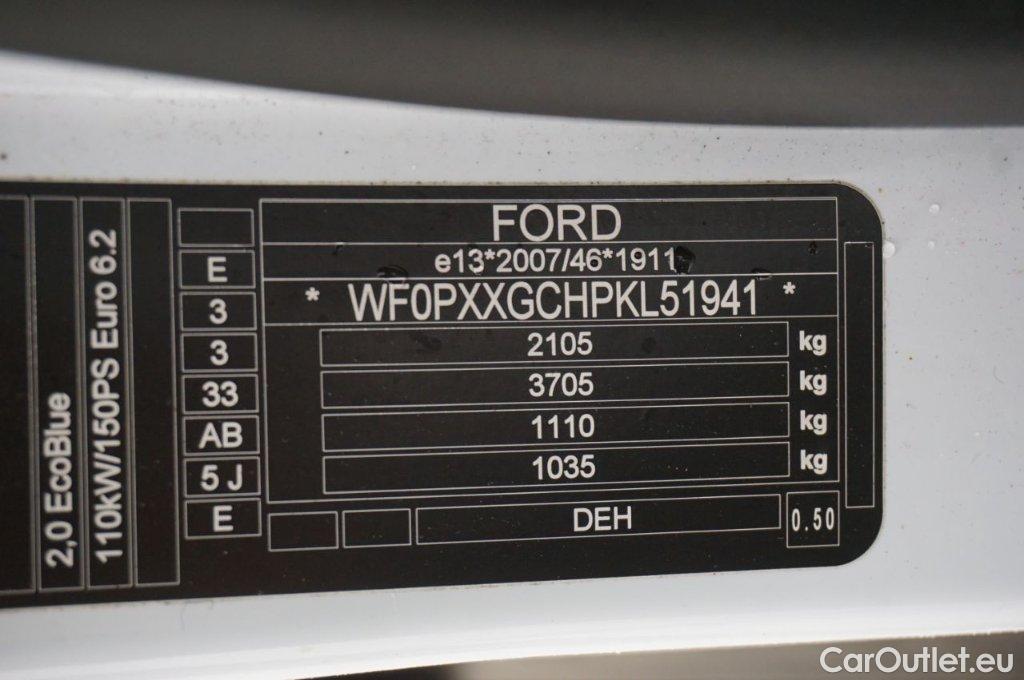 FORD
e13*2007/46*1911
* WF0PXXGCHPKL51941 *
2105 kg
3705 kg
1110 kg
1035 kg
DEH
0.50
E
3
3
33
AB
5 J
E
2,0 EcoBlue
110kW/150PS Euro 6.2
CarOutlet.eu